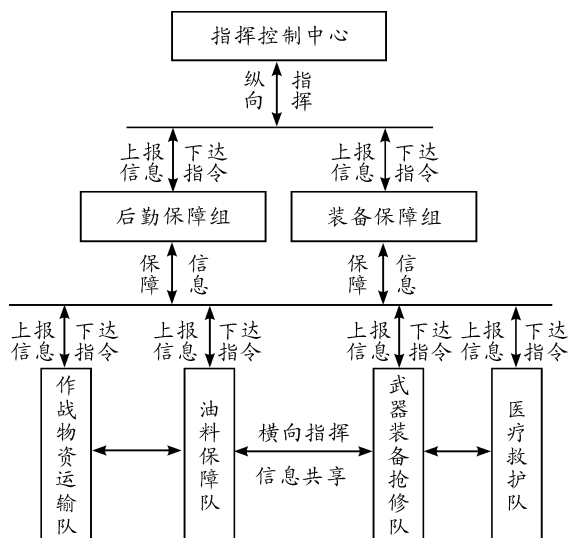 指挥控制中心
纵向 指挥
上报信息 下达指令
上报信息 下达指令
后勤保障组
装备保障组
保障 信息
保障 信息
上报信息 下达指令
上报信息 下达指令
上报信息 下达指令
上报信息 下达指令
作战物资运输队
油料保障队
横向指挥
信息共享
武器装备抢修队
医疗救护队